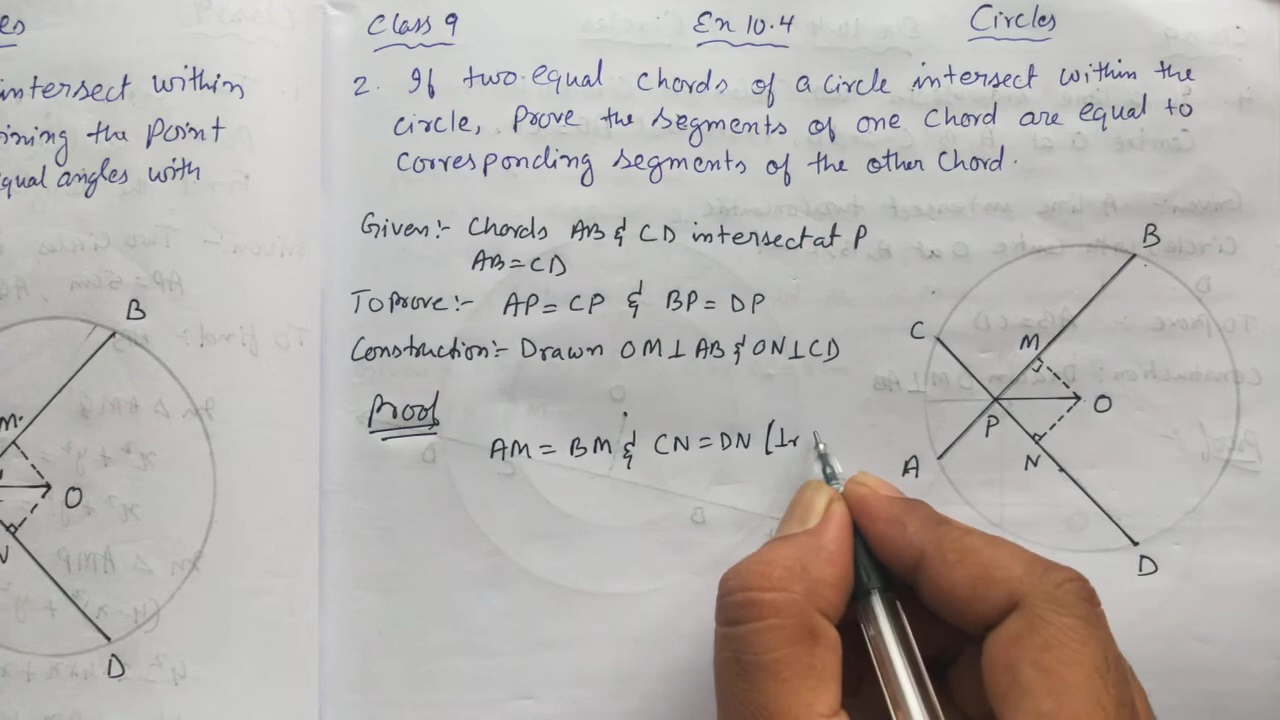 es
intersect within
ining the Point
qual angles with
B
M
O
N
D
Class 9 Ex 10.4 Circles
2. If two equal chords of a circle intersect within the
circle, Prove the segments of one chord are equal to
Corresponding segments of the other chord.
Given:- Chords AB & CD intersect at P
AB = CD
To prove:- AP = CP & BP = DP
Construction:- Drawn OM ⊥ AB & ON ⊥ CD
Proof
AM = BM & CN = DN [⊥r
B
C
M
O
P
N
A
D